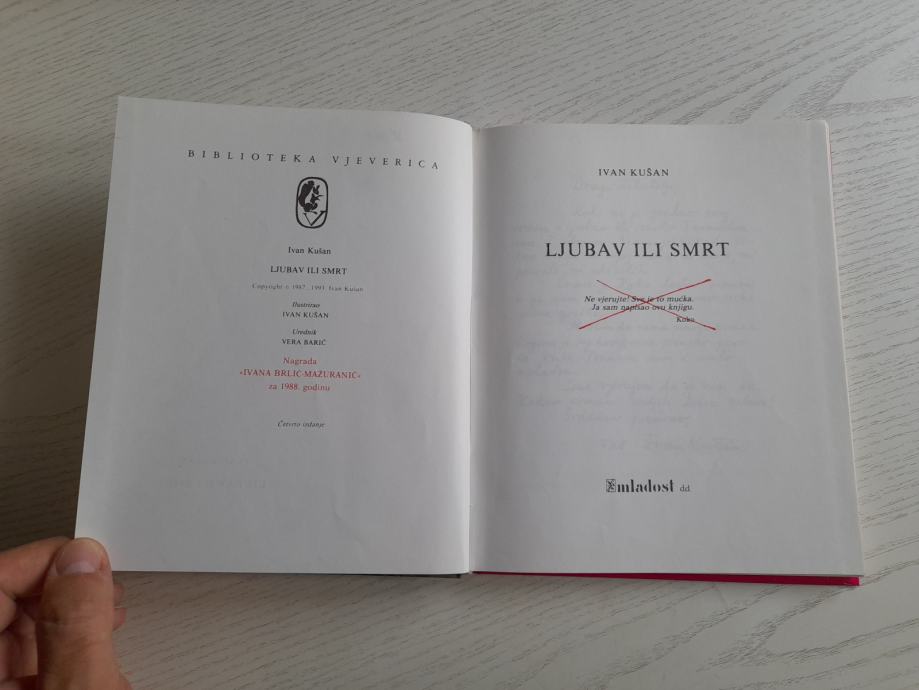 BIBLIOTEKA VJEVERICA
Ivan Kušan
LJUBAV ILI SMRT
Copyright © 1987, 1993. Ivan Kušan
Ilustrirao
IVAN KUŠAN
Urednik
VERA BARIĆ
Nagrada
»IVANA BRLIĆ-MAŽURANIĆ«
za 1988. godinu
Četvrto izdanje
IVAN KUŠAN
LJUBAV ILI SMRT
Ne vjerujte! Sve je to mućka.
Ja sam napisao ovu knjigu.
Koko
mladost d.d.